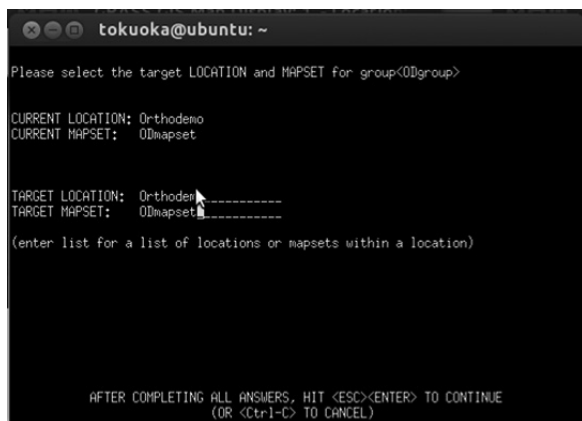 tokuoka@ubuntu: ~
Please select the target LOCATION and MAPSET for group<ODgroup>
CURRENT LOCATION: Orthodemo
CURRENT MAPSET: ODmapset
TARGET LOCATION: Orthodem___________
TARGET MAPSET: ODmapset___________
(enter list for a list of locations or mapsets within a location)
AFTER COMPLETING ALL ANSWERS, HIT <ESC><ENTER> TO CONTINUE
(OR <Ctrl-C> TO CANCEL)